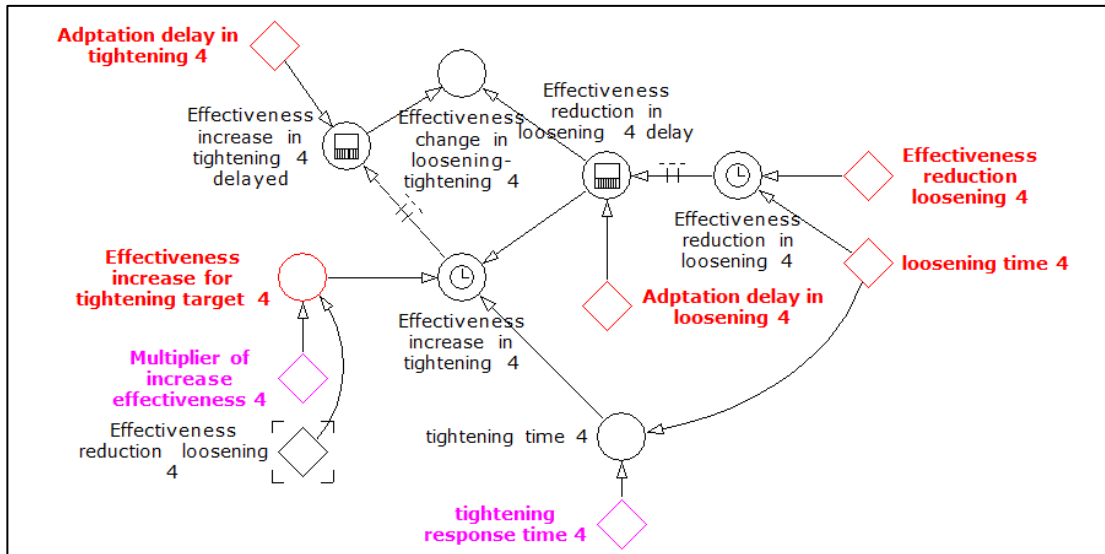 Adptation delay in
tightening 4
Effectiveness
increase in
tightening 4
delayed
Effectiveness
change in
loosening-
tightening 4
Effectiveness
reduction in
loosening 4 delay
Effectiveness
reduction in
loosening 4
Effectiveness
reduction
loosening 4
loosening time 4
Adptation delay in
loosening 4
Effectiveness
increase for
tightening target 4
Effectiveness
increase in
tightening 4
Multiplier of
increase
effectiveness 4
Effectiveness
reduction loosening
4
tightening time 4
tightening
response time 4